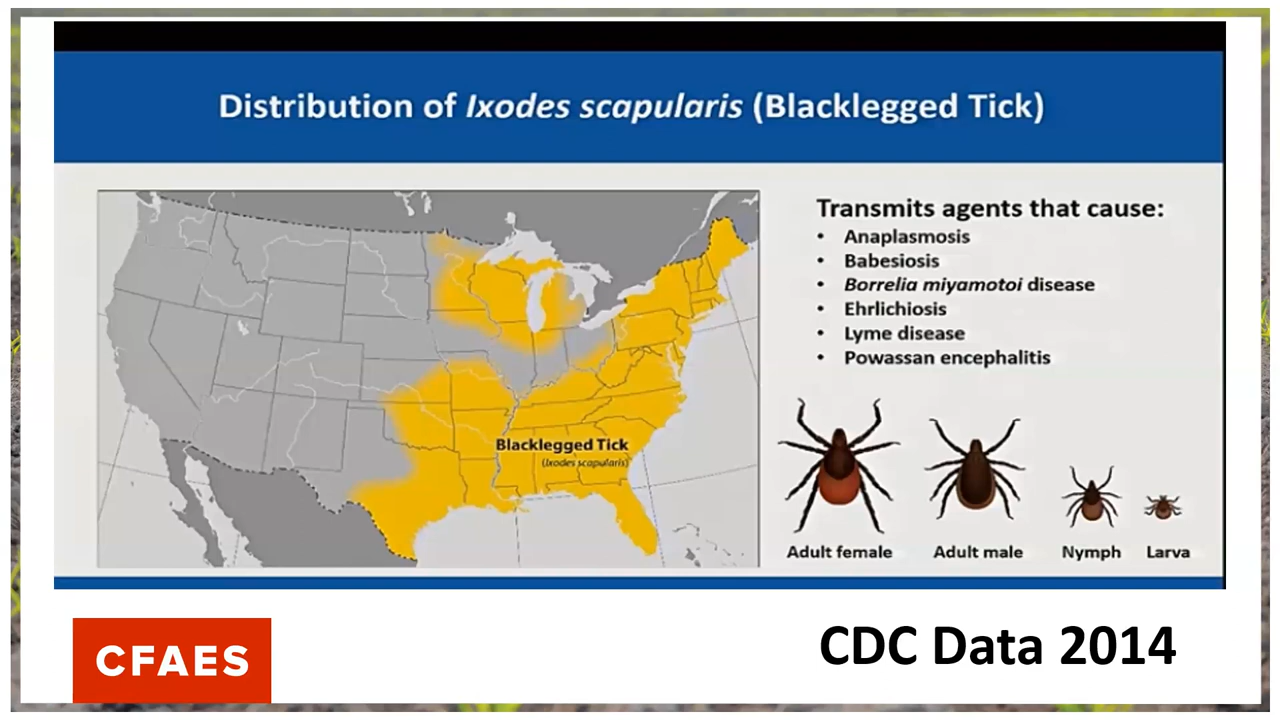 Distribution of Ixodes scapularis (Blacklegged Tick)
Transmits agents that cause:
• Anaplasmosis
• Babesiosis
• Borrelia miyamotoi disease
• Ehrlichiosis
• Lyme disease
• Powassan encephalitis
Blacklegged Tick
(Ixodes scapularis)
Adult female
Adult male
Nymph
Larva
CFAES
CDC Data 2014